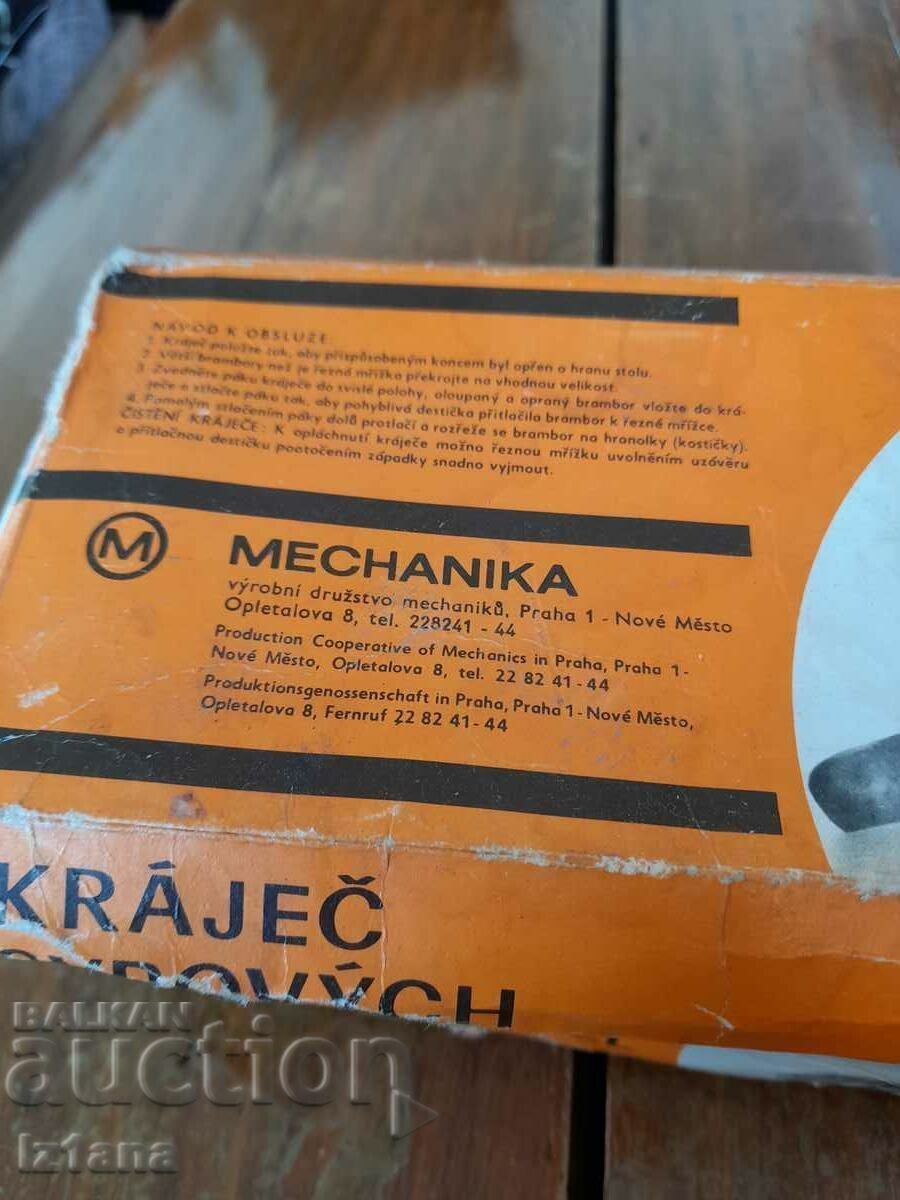 NÁVOD K OBSLUZE:
1. Kráječ položte tak, aby přizpůsobeným koncem byl opřen o hranu stolu.
2. Větší brambory než je řezná mřížka překrojte na vhodnou velikost.
3. Zvedněte páku kráječe do svislé polohy, oloupaný a opraný brambor vložte do krá-
ječe a stlačte páku tak, aby pohyblivá destička přitlačila brambor k řezné mřížce.
4. Pomalým stlačením páky dolů protlačí a rozřeže se brambor na hranolky (kostičky).
ČISTĚNÍ KRÁJEČE: K opláchnutí kráječe možno řeznou mřížku uvolněním uzávěru
a přítlačnou destičku pootočením západky snadno vyjmout.
M MECHANIKA
výrobní družstvo mechaniků, Praha 1 - Nové Město
Opletalova 8, tel. 228241 - 44
Production Cooperative of Mechanics in Praha, Praha 1-
Nové Město, Opletalova 8, tel. 22 82 41-44
Produktionsgenossenschaft in Praha, Praha 1-Nové Město,
Opletalova 8, Fernruf 22 82 41-44
KRÁJEČ
SYROVÝCH
BALKAN
auction
Iz1ana